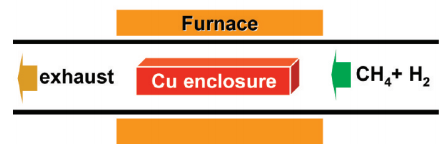 Furnace
exhaust
Cu enclosure
CH₄+ H₂